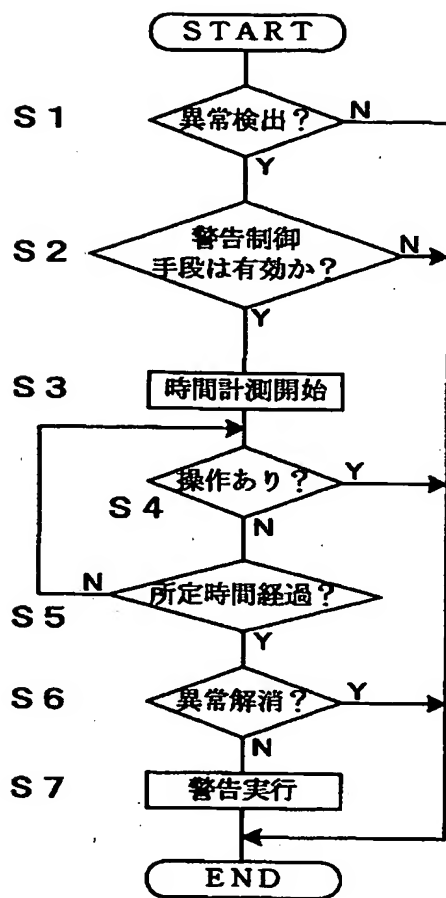 START
S1
異常検出?
N
Y
S2
警告制御
手段は有効か?
N
Y
S3
時間計測開始
S4
操作あり?
Y
N
S5
所定時間経過?
N
Y
S6
異常解消?
Y
N
S7
警告実行
END